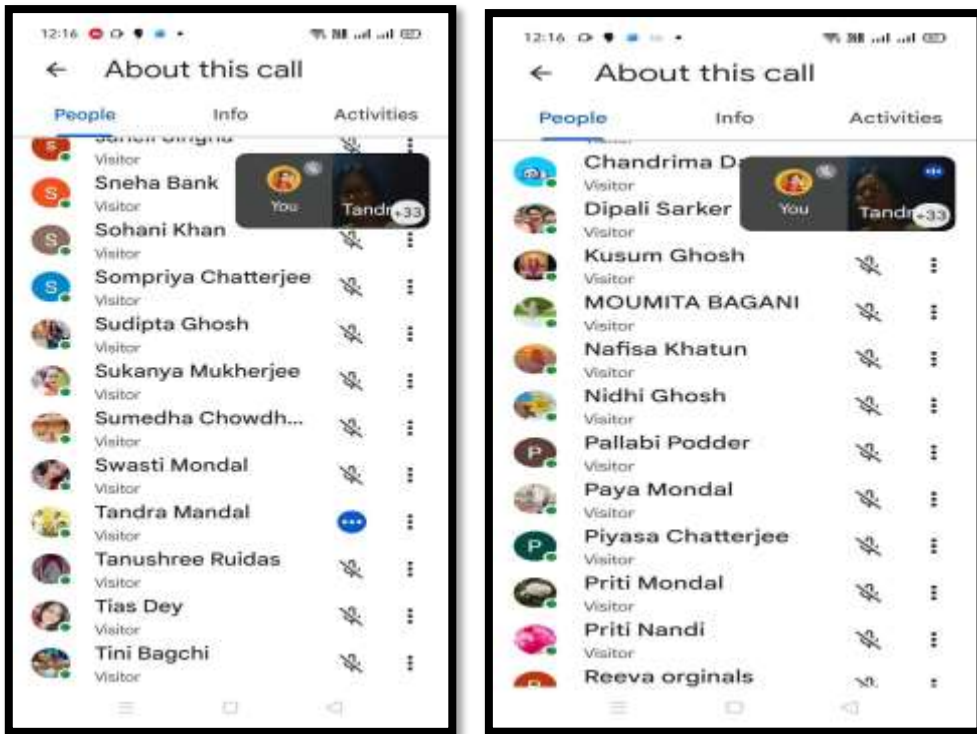 12:16
About this call
People Info Activities
Visitor
Sneha Bank
Visitor
Sohani Khan
Visitor
Sompriya Chatterjee
Visitor
Sudipta Ghosh
Visitor
Sukanya Mukherjee
Visitor
Sumedha Chowdh...
Visitor
Swasti Mondal
Visitor
Tandra Mandal
Visitor
Tanushree Ruidas
Visitor
Tias Dey
Visitor
Tini Bagchi
Visitor
You Tandr +33
S
S
S
S
12:16
About this call
People Info Activities
Chandrima D
Visitor
Dipali Sarker
Visitor
Kusum Ghosh
Visitor
MOUMITA BAGANI
Visitor
Nafisa Khatun
Visitor
Nidhi Ghosh
Visitor
Pallabi Podder
Visitor
Paya Mondal
Visitor
Piyasa Chatterjee
Visitor
Priti Mondal
Visitor
Priti Nandi
Visitor
Reeva orginals
You Tandr +33
P
P